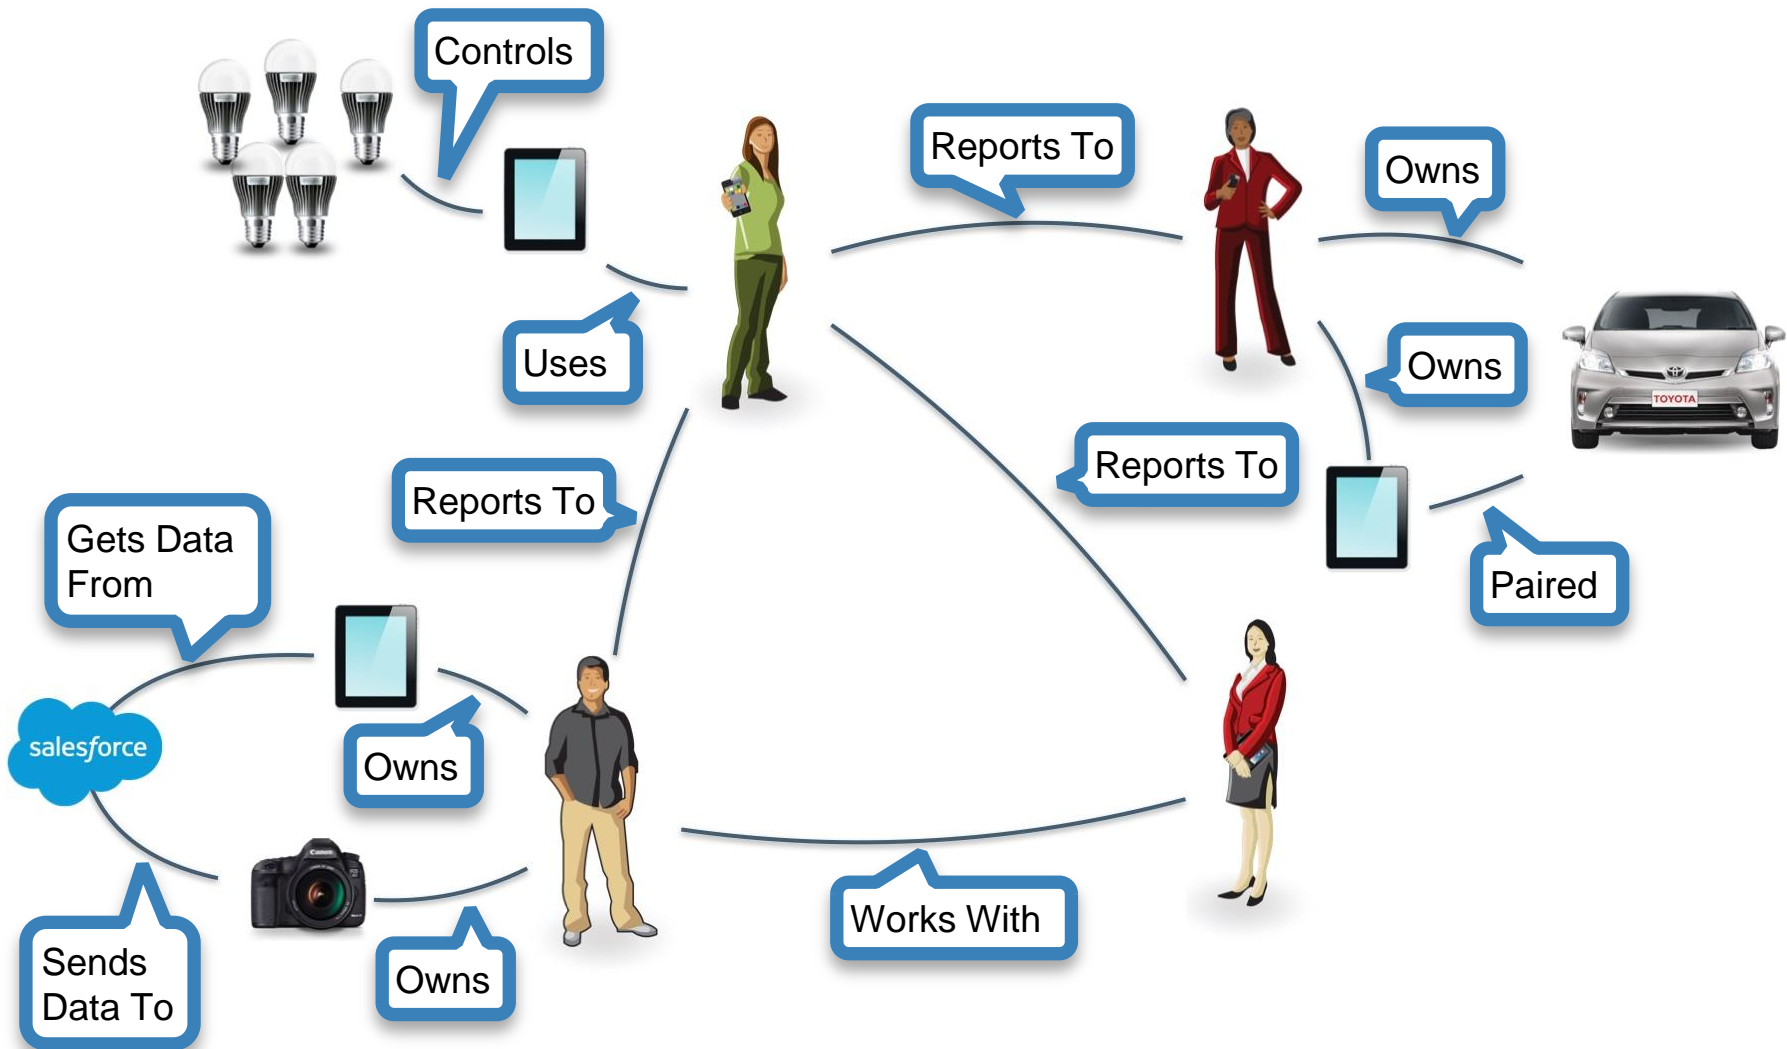 Controls
Reports To
Owns
Uses
Owns
TOYOTA
Reports To
Reports To
Gets Data
From
Paired
salesforce
Owns
Canon
Works With
Sends
Data To
Owns